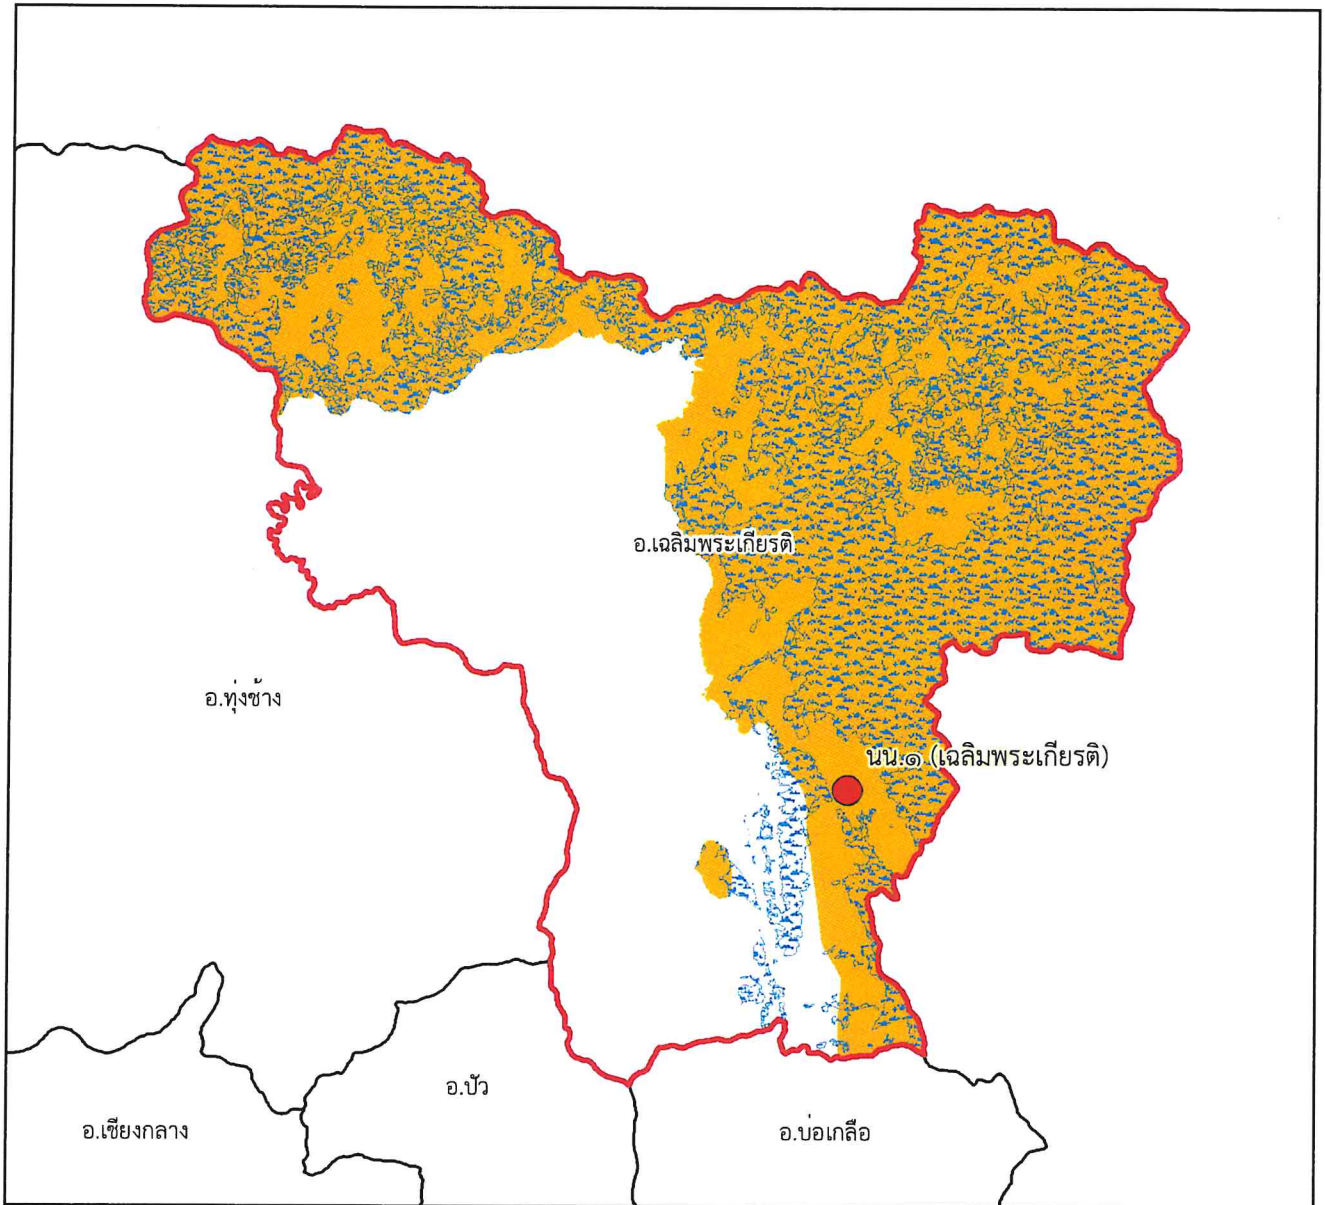 อ.เฉลิมพระเกียรติ
อ.ทุ่งช้าง
นน.๑ (เฉลิมพระเกียรติ)
อ.ปัว
อ.เชียงกลาง
อ.บ่อเกลือ